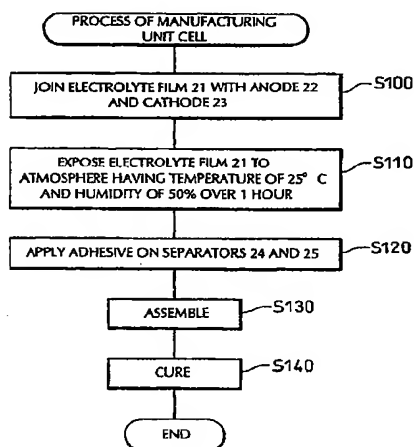 PROCESS OF MANUFACTURING
UNIT CELL
JOIN ELECTROLYTE FILM 21 WITH ANODE 22
AND CATHODE 23
S100
EXPOSE ELECTROLYTE FILM 21 TO
ATMOSPHERE HAVING TEMPERATURE OF 25° C
AND HUMIDITY OF 50% OVER 1 HOUR
S110
APPLY ADHESIVE ON SEPARATORS 24 AND 25
S120
ASSEMBLE
S130
CURE
S140
END